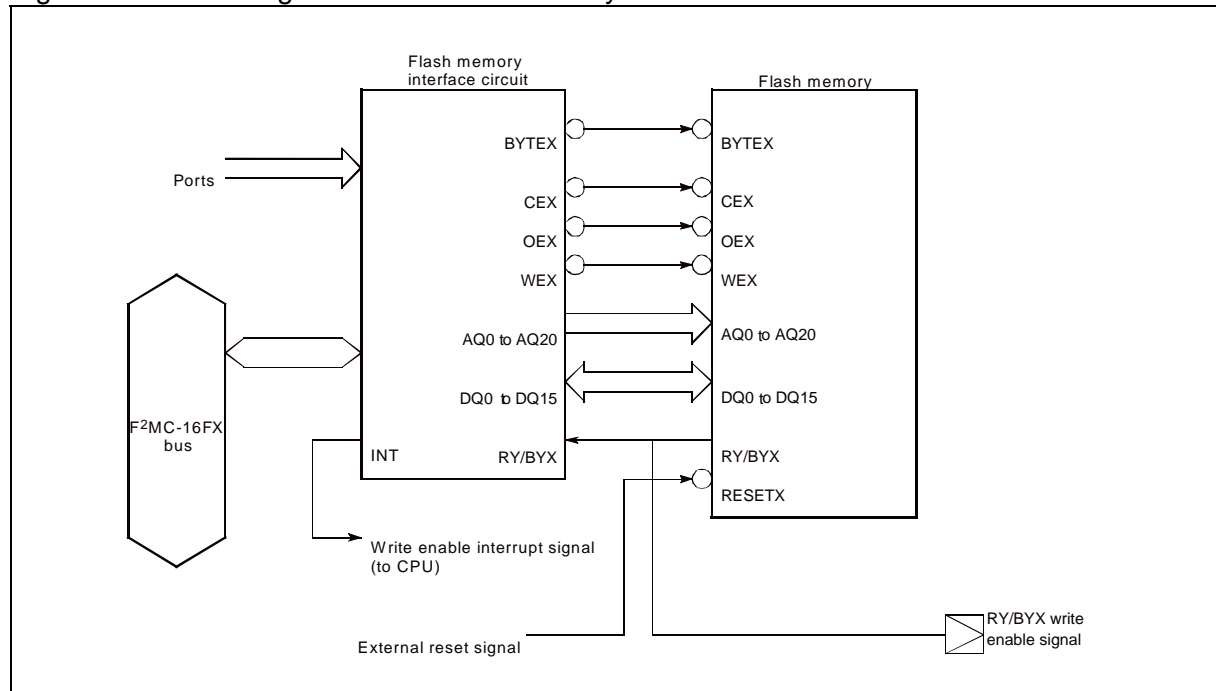 Flash memory
interface circuit
Flash memory
BYTEX
BYTEX
Ports
CEX
CEX
OEX
OEX
WEX
WEX
AQ0 to AQ20
AQ0 to AQ20
DQ0 to DQ15
DQ0 to DQ15
F2MC-16FX
bus
INT
RY/BYX
RY/BYX
RESETX
Write enable interrupt signal
(to CPU)
External reset signal
RY/BYX write
enable signal